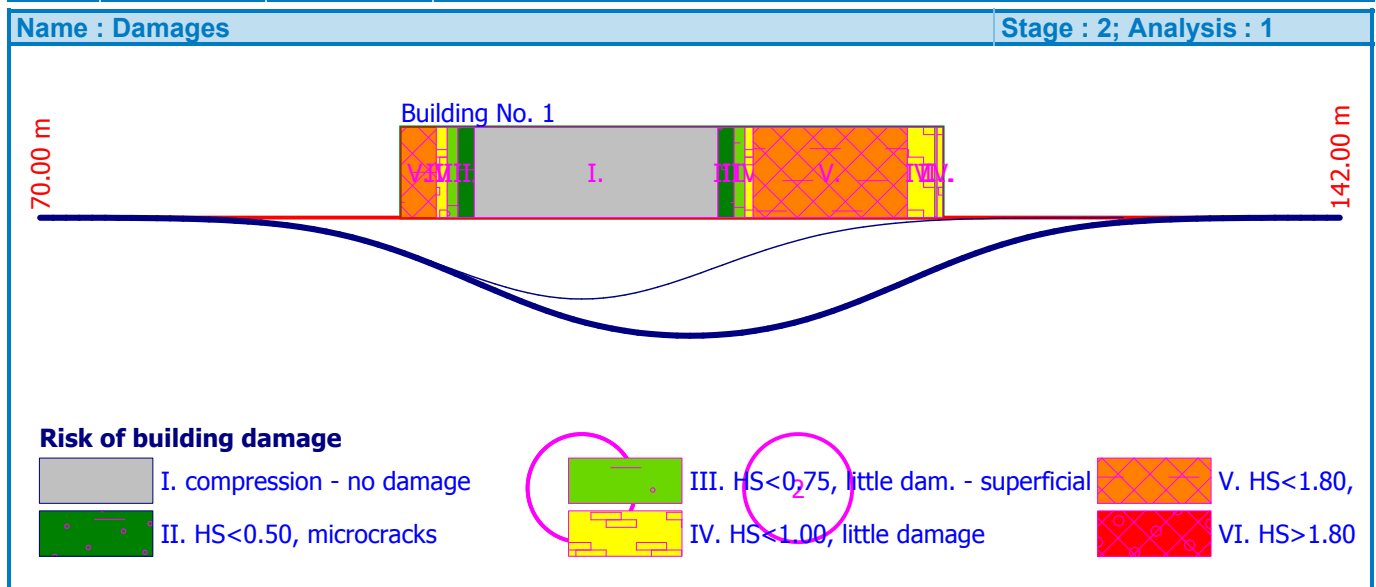 Name : Damages Stage : 2; Analysis : 1
Building No. 1
70.00 m
142.00 m
I. V.
Risk of building damage
I. compression - no damage III. HS<0,75, little dam. - superficial V. HS<1.80,
2
II. HS<0.50, microcracks IV. HS<1.00, little damage VI. HS>1.80